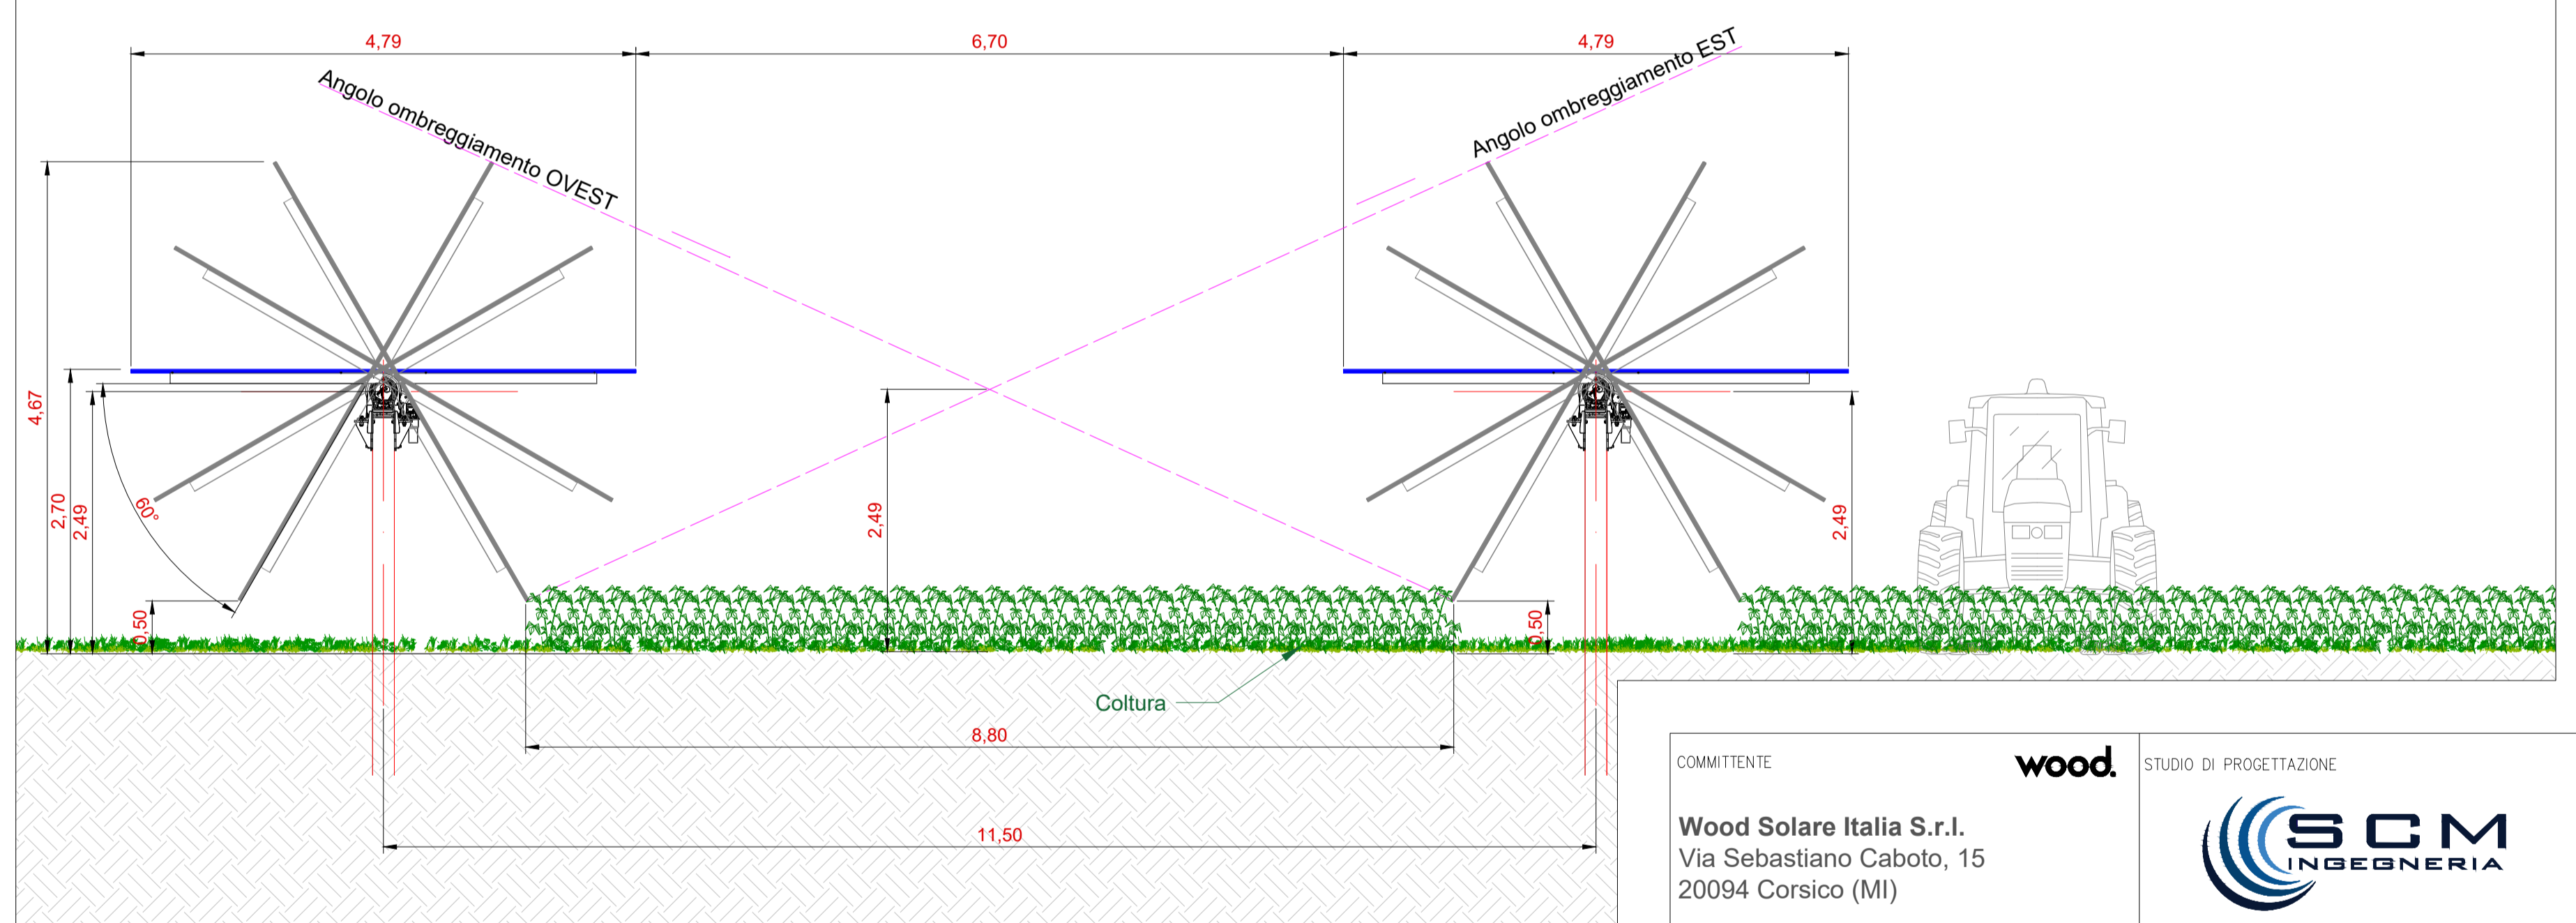 4,79
6,70
4,79
Angolo ombreggiamento OVEST
Angolo ombreggiamento EST
4,67
2,70
2,49
60°
0,50
2,49
2,49
0,50
Coltura
8,80
11,50
COMMITTENTE
wood.
STUDIO DI PROGETTAZIONE
Wood Solare Italia S.r.l.
Via Sebastiano Caboto, 15
20094 Corsico (MI)
SCM
INGEGNERIA